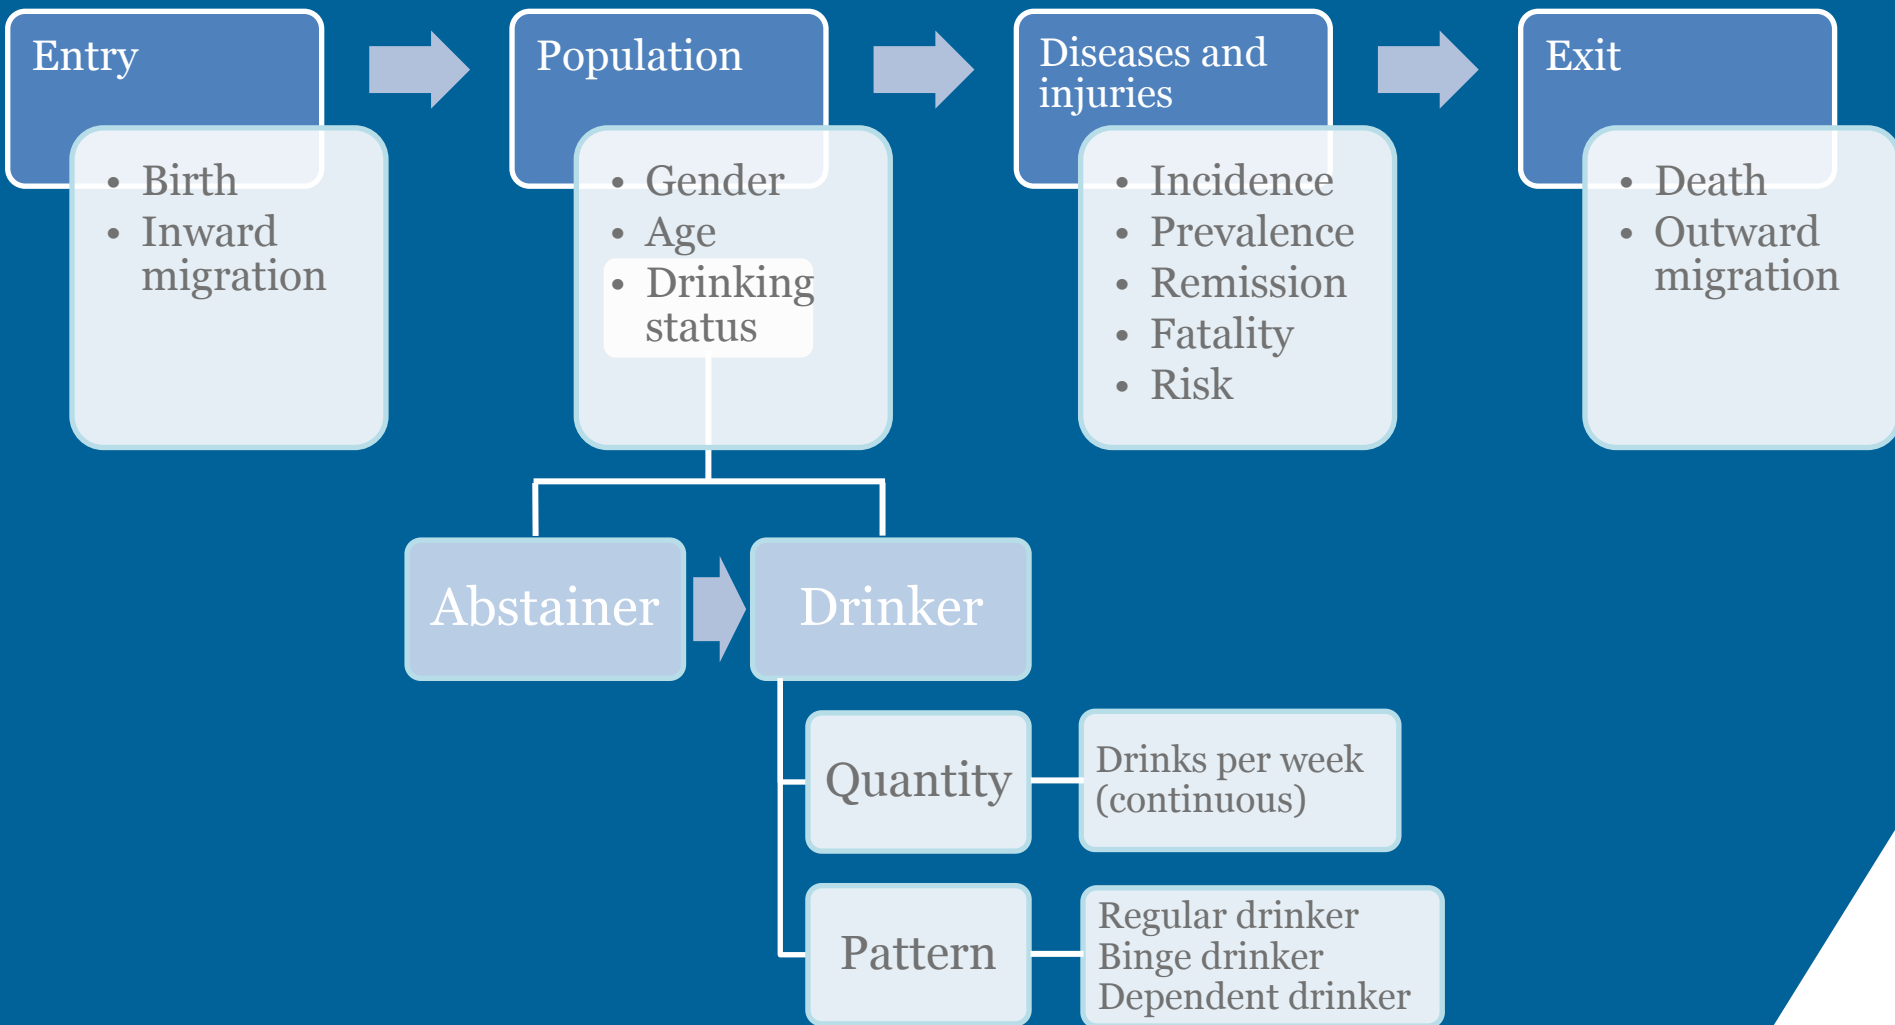 Entry
• Birth
• Inward
migration
Population
• Gender
• Age
• Drinking
status
Diseases and
injuries
• Incidence
• Prevalence
• Remission
• Fatality
• Risk
Exit
• Death
• Outward
migration
Abstainer
Drinker
Quantity
Drinks per week
(continuous)
Pattern
Regular drinker
Binge drinker
Dependent drinker